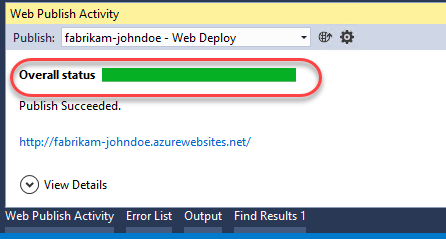 Web Publish Activity
Publish: fabrikam-johndoe - Web Deploy
Overall status
Publish Succeeded.
http://fabrikam-johndoe.azurewebsites.net/
View Details
Web Publish Activity Error List Output Find Results 1